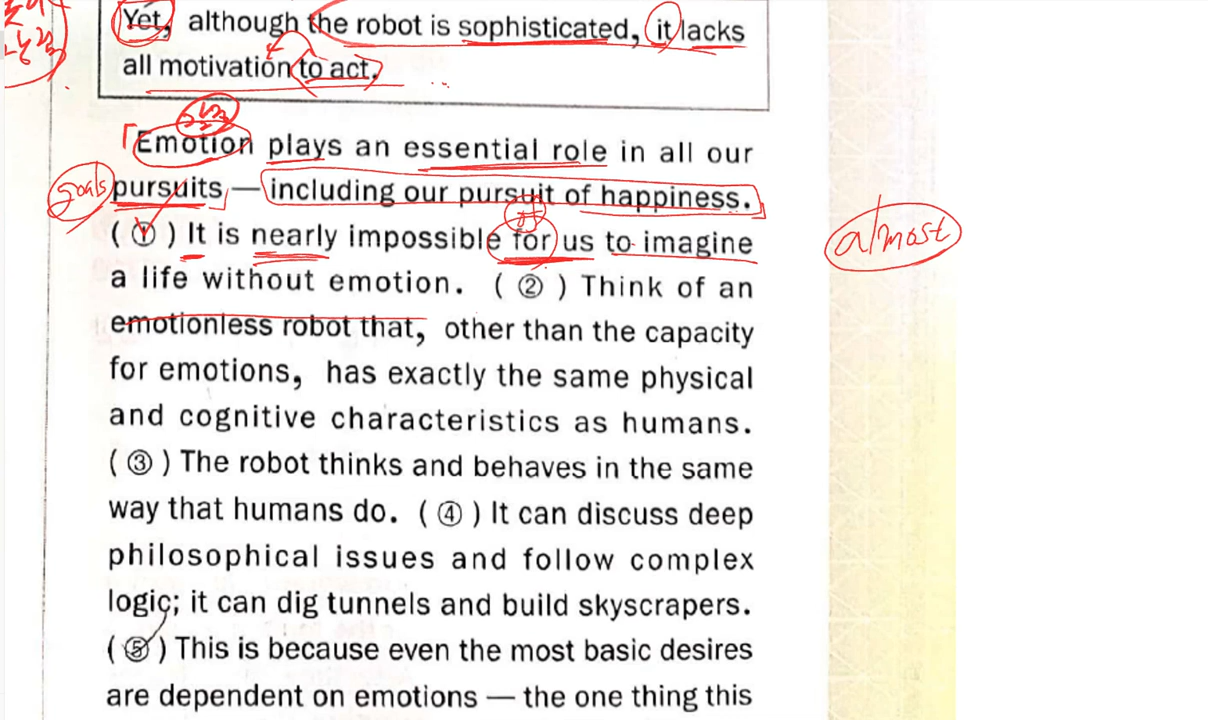 Yet, although the robot is sophisticated, it lacks
all motivation to act.
Emotion plays an essential role in all our
goals pursuits — including our pursuit of happiness.
of
( ① ) It is nearly impossible for us to imagine
almost
a life without emotion. ( ② ) Think of an
emotionless robot that, other than the capacity
for emotions, has exactly the same physical
and cognitive characteristics as humans.
( ③ ) The robot thinks and behaves in the same
way that humans do. ( ④ ) It can discuss deep
philosophical issues and follow complex
logic; it can dig tunnels and build skyscrapers.
( ⑤ ) This is because even the most basic desires
are dependent on emotions — the one thing this